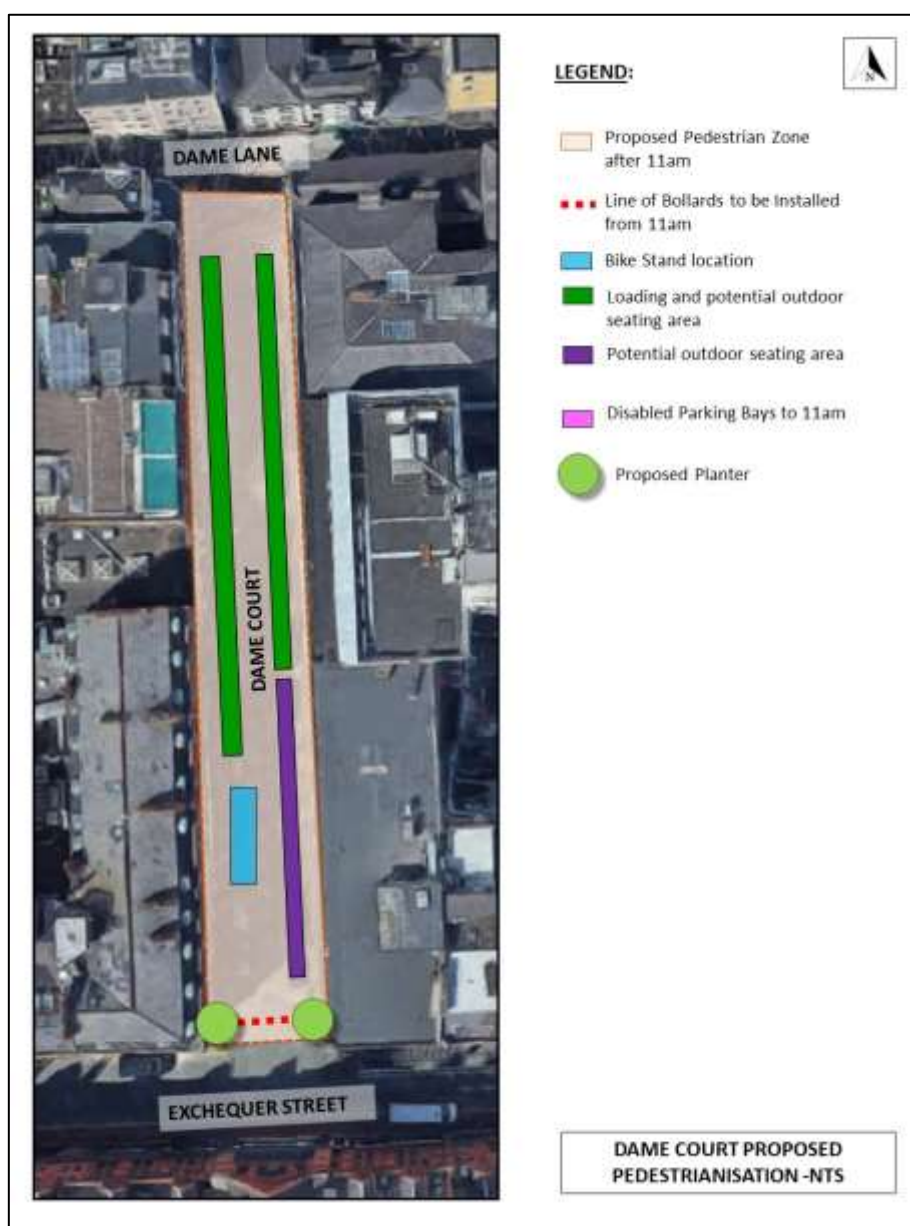 DAME LANE
DAME COURT
EXCHEQUER STREET
LEGEND:
N
Proposed Pedestrian Zone
after 11am
Line of Bollards to be Installed
from 11am
Bike Stand location
Loading and potential outdoor
seating area
Potential outdoor seating area
Disabled Parking Bays to 11am
Proposed Planter
DAME COURT PROPOSED
PEDESTRIANISATION -NTS